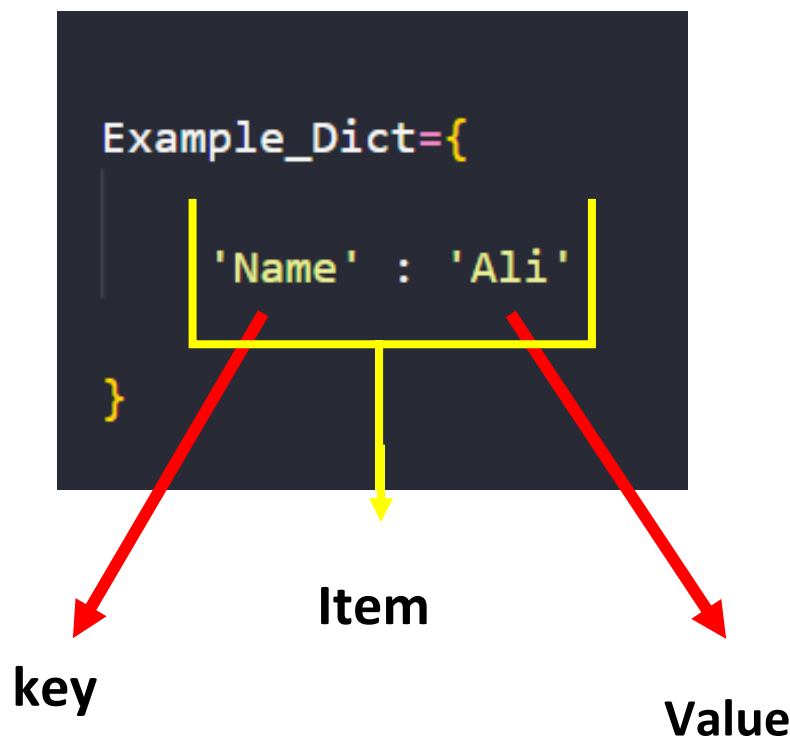 Example_Dict={
'Name' : 'Ali'
}
Item
key
Value